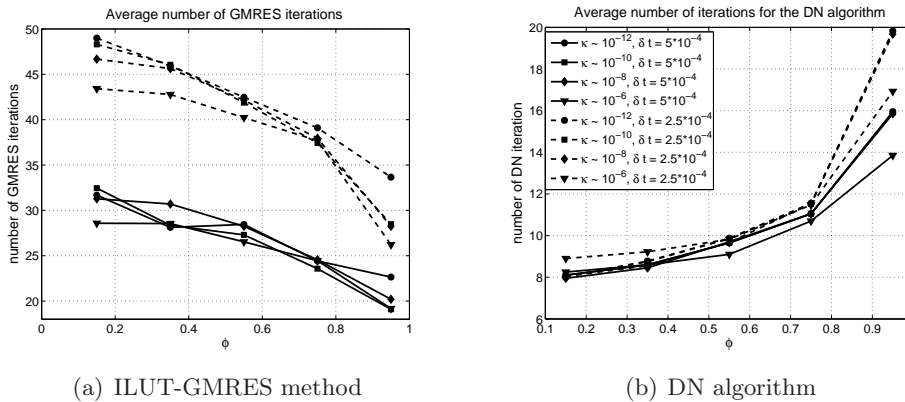 Average number of GMRES iterations
number of GMRES iterations
50
45
40
35
30
25
20
0
0.2
0.4
0.6
0.8
1
ϕ
(a) ILUT-GMRES method
Average number of iterations for the DN algorithm
number of DN iteration
20
18
16
14
12
10
8
6
κ ~ 10⁻¹², δ t = 5*10⁻⁴
κ ~ 10⁻¹⁰, δ t = 5*10⁻⁴
κ ~ 10⁻⁸, δ t = 5*10⁻⁴
κ ~ 10⁻⁶, δ t = 5*10⁻⁴
κ ~ 10⁻¹², δ t = 2.5*10⁻⁴
κ ~ 10⁻¹⁰, δ t = 2.5*10⁻⁴
κ ~ 10⁻⁸, δ t = 2.5*10⁻⁴
κ ~ 10⁻⁶, δ t = 2.5*10⁻⁴
0.1
0.2
0.3
0.4
0.5
0.6
0.7
0.8
0.9
ϕ
(b) DN algorithm